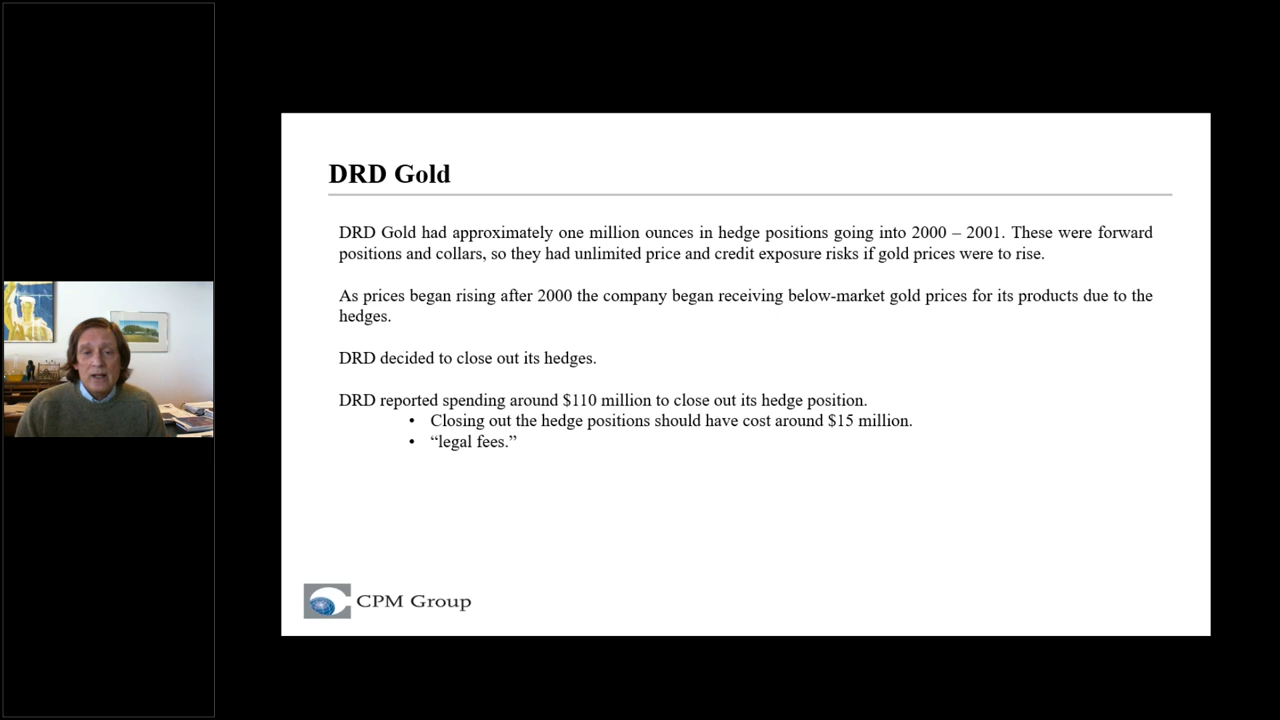 DRD Gold
DRD Gold had approximately one million ounces in hedge positions going into 2000 – 2001. These were forward
positions and collars, so they had unlimited price and credit exposure risks if gold prices were to rise.
As prices began rising after 2000 the company began receiving below-market gold prices for its products due to the
hedges.
DRD decided to close out its hedges.
DRD reported spending around $110 million to close out its hedge position.
• Closing out the hedge positions should have cost around $15 million.
• “legal fees.”
CPM Group